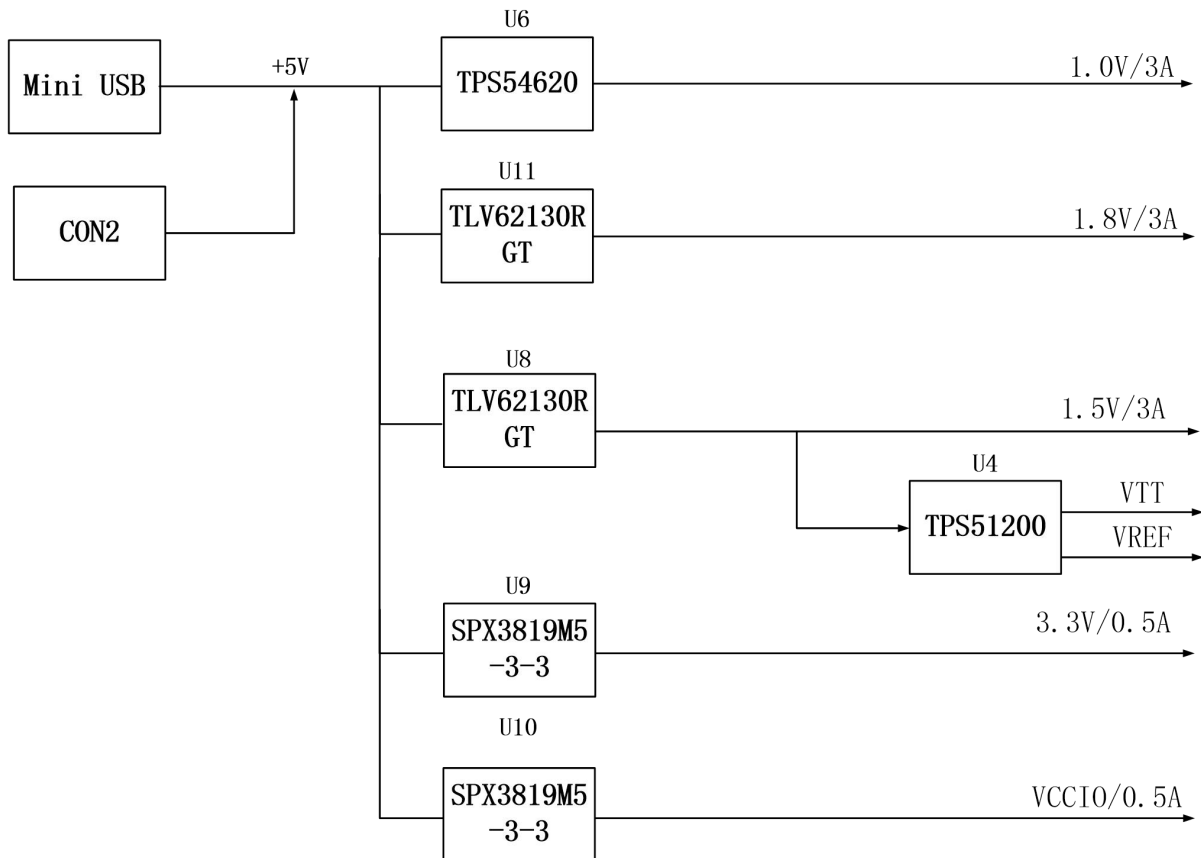 U6
Mini USB
+5V
TPS54620
1.0V/3A
CON2
U11
TLV62130R
GT
1.8V/3A
U8
TLV62130R
GT
1.5V/3A
U4
TPS51200
VTT
VREF
U9
SPX3819M5
-3-3
3.3V/0.5A
U10
SPX3819M5
-3-3
VCCIO/0.5A